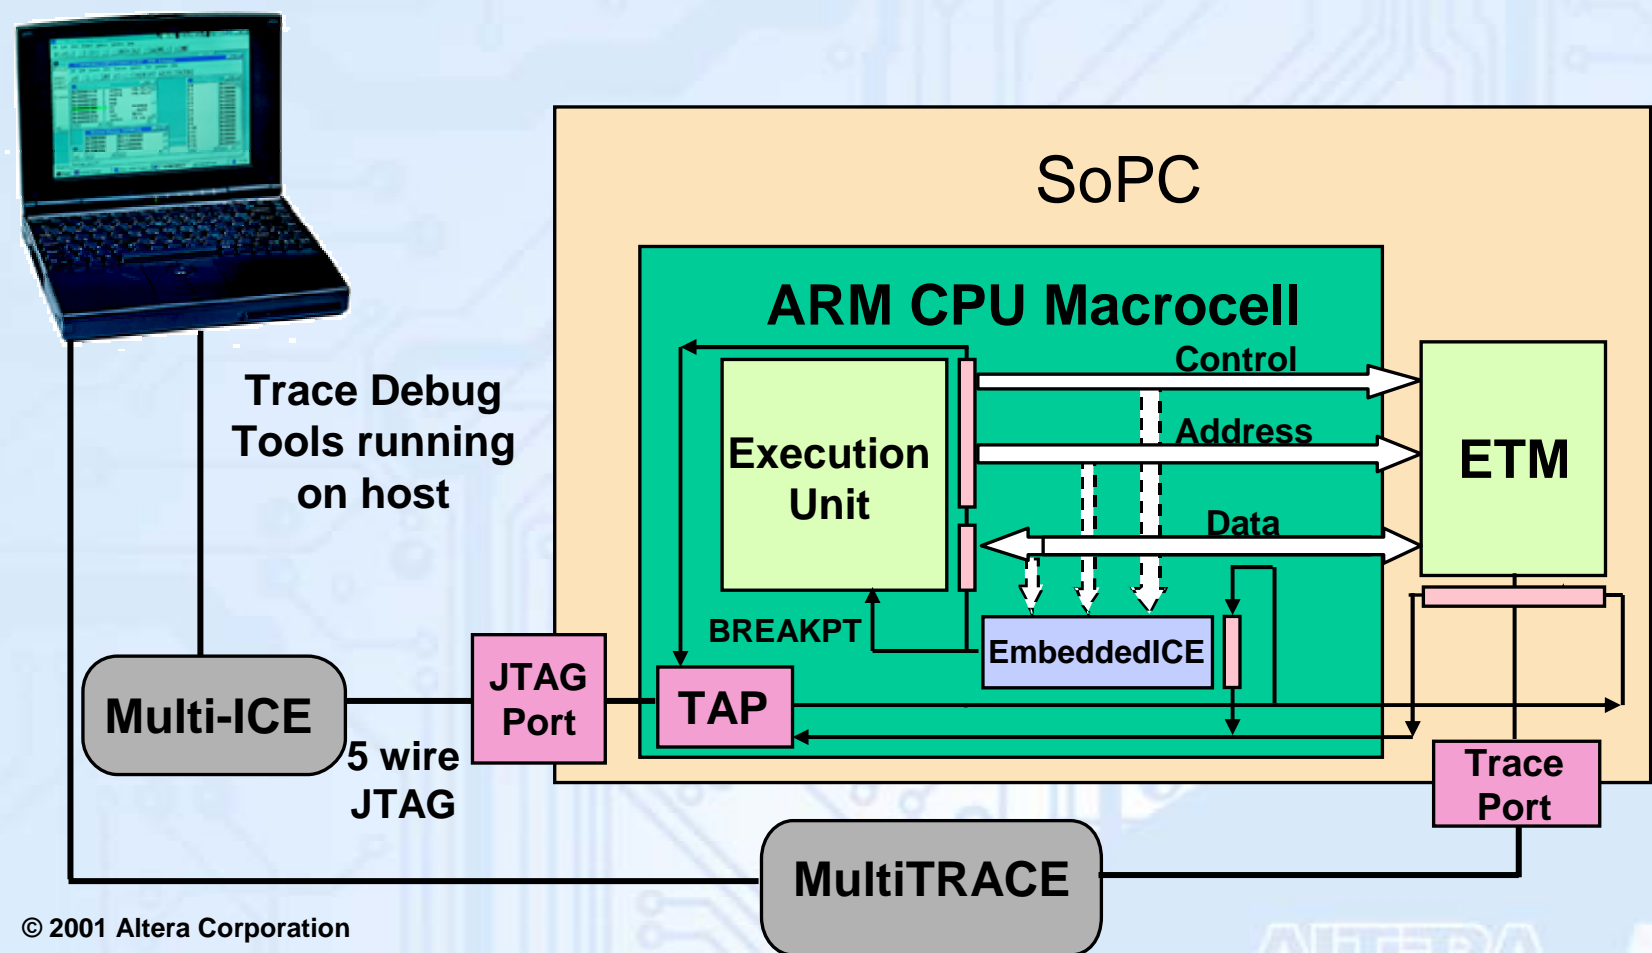 SoPC
ARM CPU Macrocell
Control
Trace Debug
Tools running
on host
Address
Execution
Unit
ETM
Data
BREAKPT
EmbeddedICE
JTAG
Port
TAP
Multi-ICE
5 wire
JTAG
Trace
Port
MultiTRACE
© 2001 Altera Corporation
ALTERA